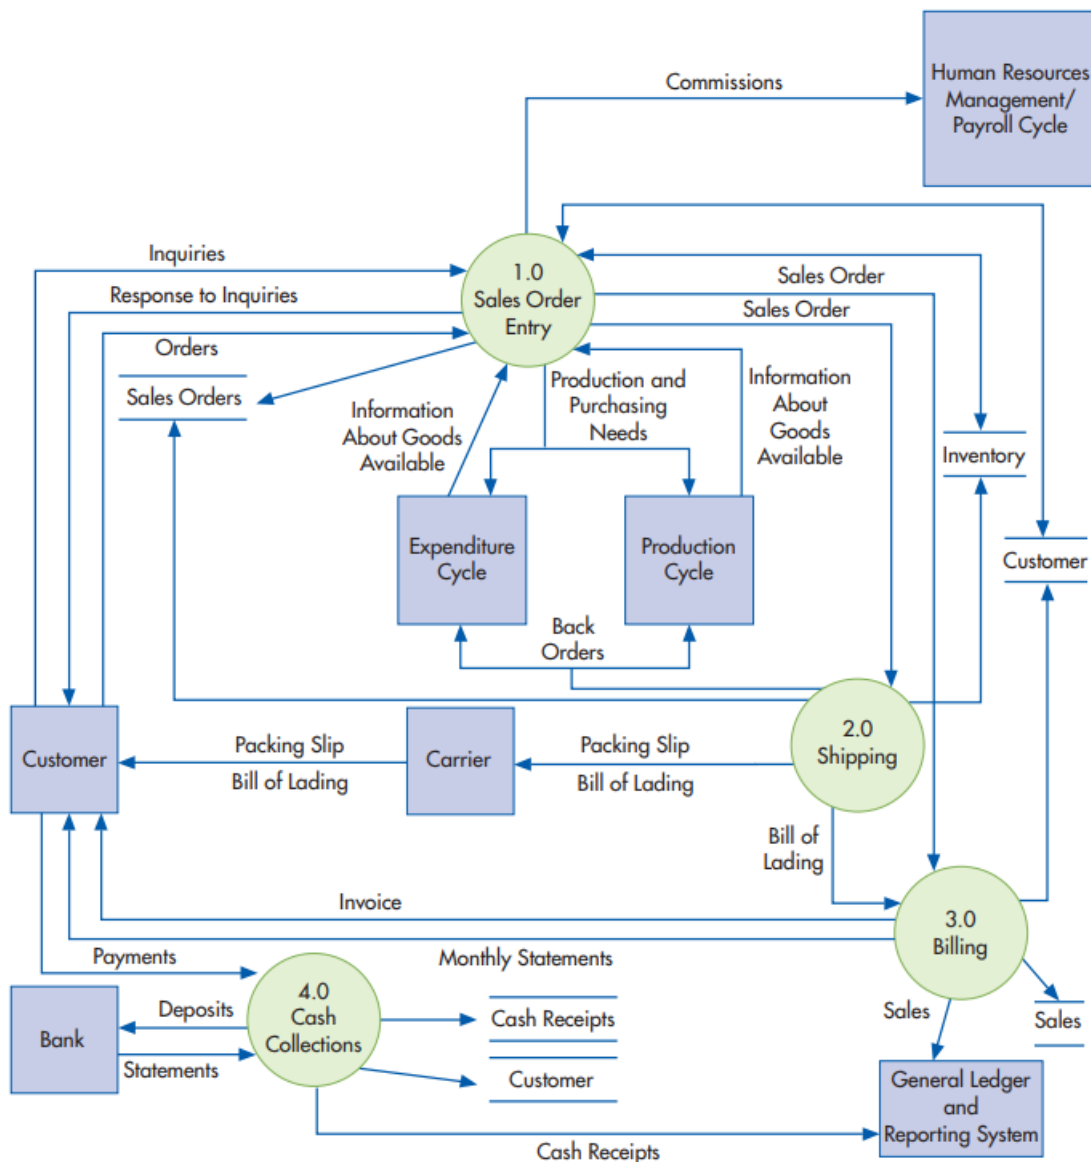 Human Resources
Management/
Payroll Cycle
Commissions
Inquiries
1.0
Sales Order
Entry
Sales Order
Response to Inquiries
Sales Order
Orders
Sales Orders
Information
About Goods
Available
Production and
Purchasing
Needs
Information
About
Goods
Available
Inventory
Expenditure
Cycle
Production
Cycle
Customer
Back
Orders
Customer
Packing Slip
Bill of Lading
Carrier
Packing Slip
Bill of Lading
2.0
Shipping
Bill of
Lading
Invoice
3.0
Billing
Monthly Statements
Payments
4.0
Cash
Collections
Deposits
Bank
Statements
Cash Receipts
Customer
Sales
Sales
General Ledger
and
Reporting System
Cash Receipts